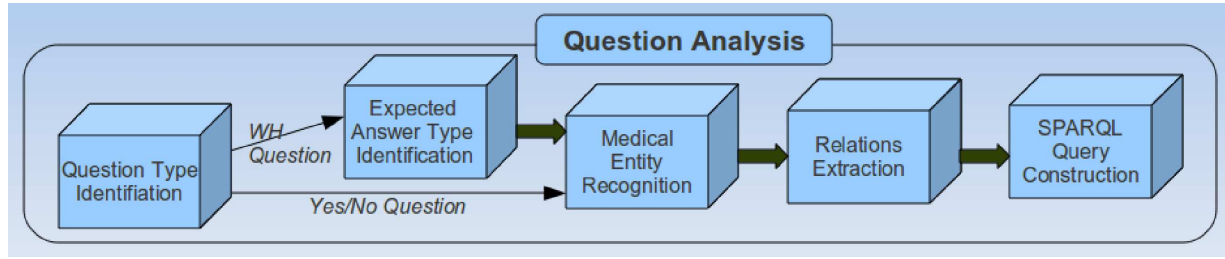 Question Analysis
Question Type
Identifiation
WH
Question
Yes/No Question
Expected
Answer Type
Identification
Medical
Entity
Recognition
Relations
Extraction
SPARQL
Query
Construction